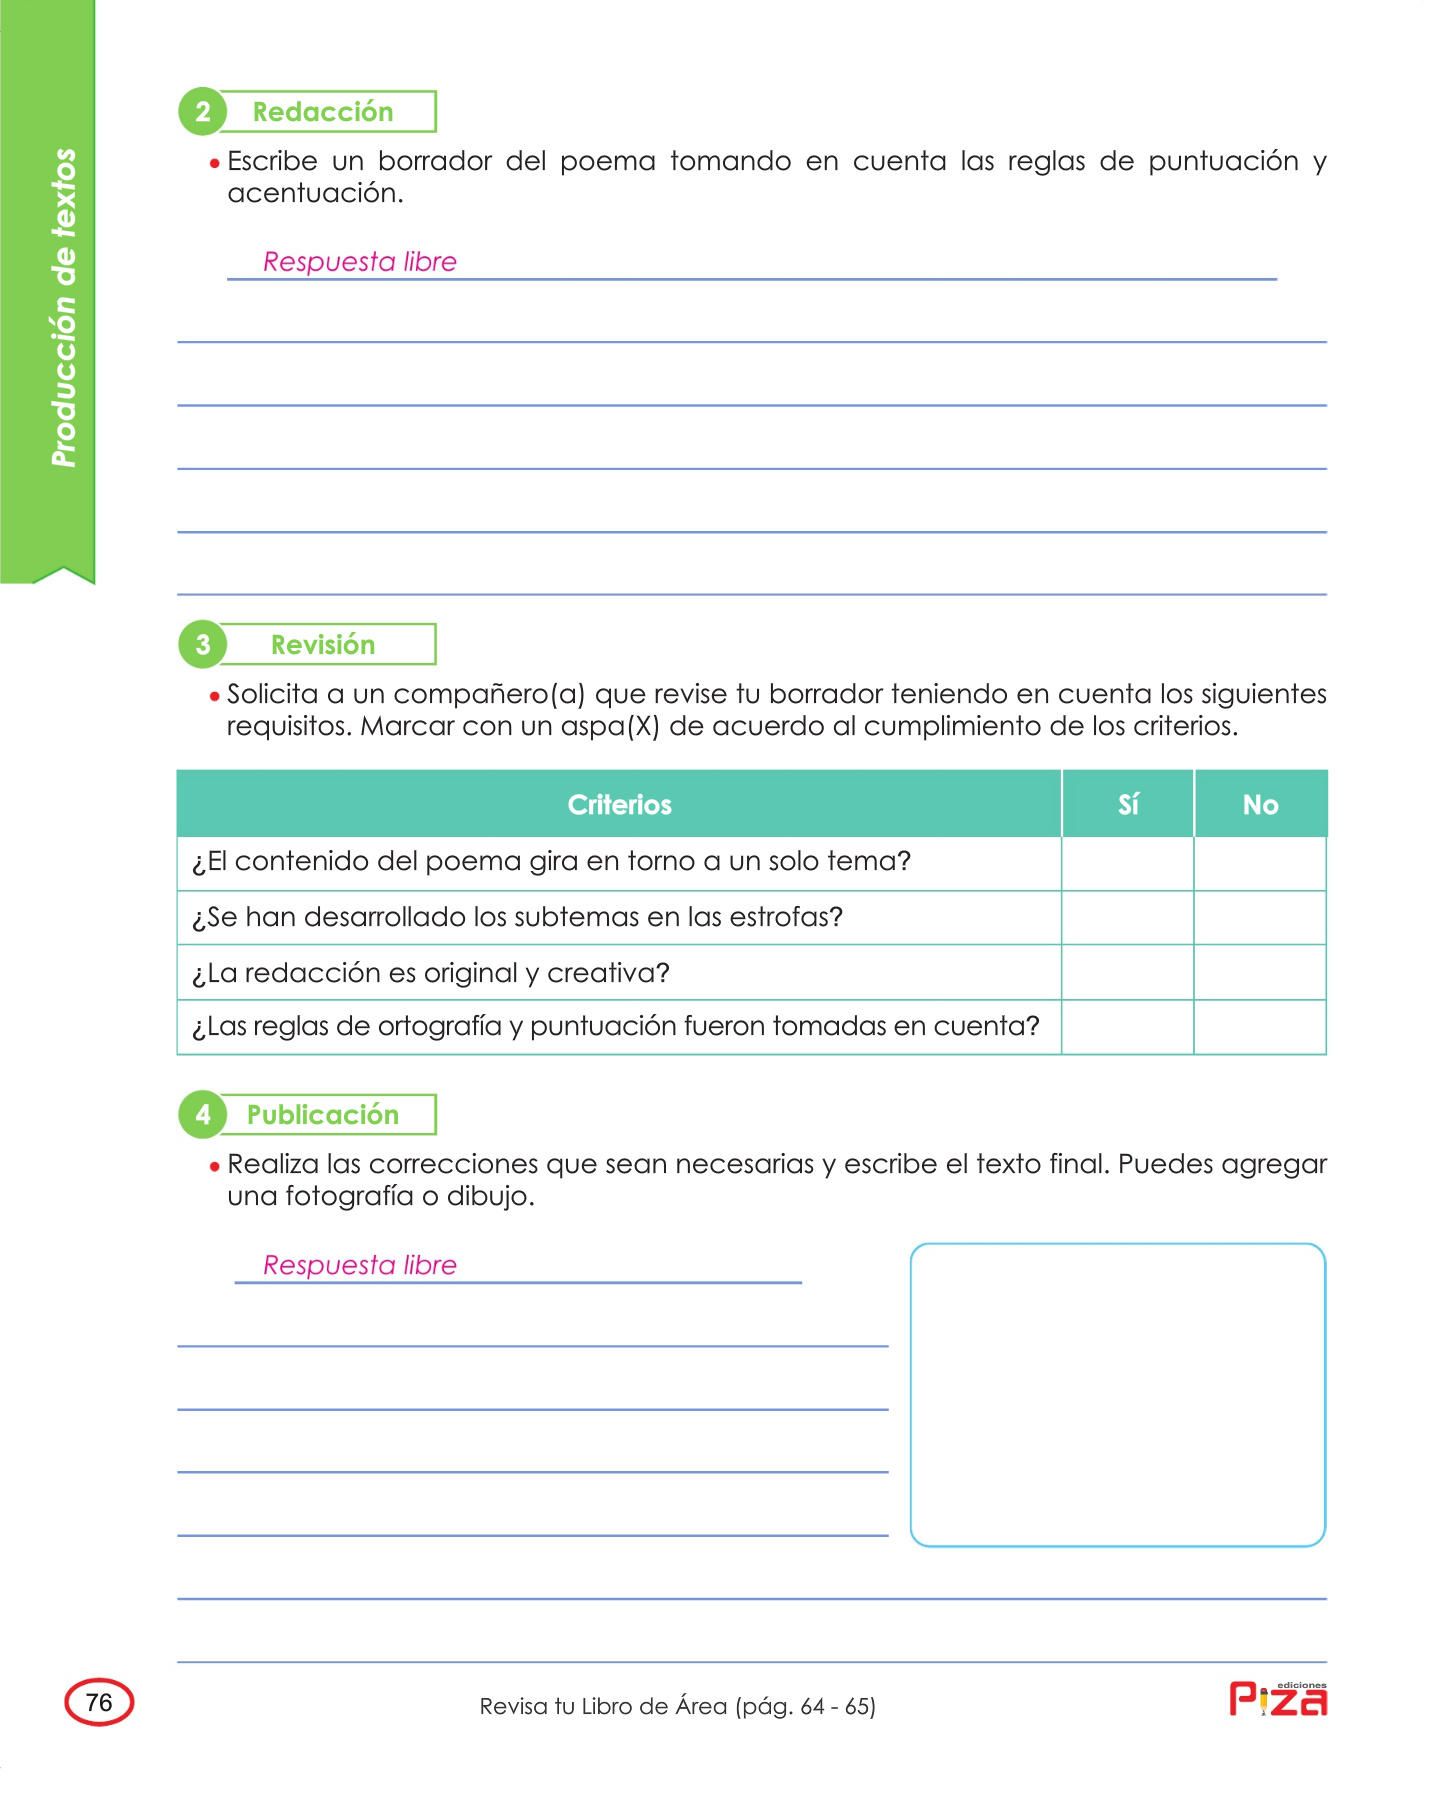 Producción de textos
2 Redacción
• Escribe un borrador del poema tomando en cuenta las reglas de puntuación y
acentuación.
Respuesta libre
3 Revisión
• Solicita a un compañero(a) que revise tu borrador teniendo en cuenta los siguientes
requisitos. Marcar con un aspa(X) de acuerdo al cumplimiento de los criterios.
Criterios Sí No
¿El contenido del poema gira en torno a un solo tema?
¿Se han desarrollado los subtemas en las estrofas?
¿La redacción es original y creativa?
¿Las reglas de ortografía y puntuación fueron tomadas en cuenta?
4 Publicación
• Realiza las correcciones que sean necesarias y escribe el texto final. Puedes agregar
una fotografía o dibujo.
Respuesta libre
76
Revisa tu Libro de Área (pág. 64 - 65)
ediciones
Piza